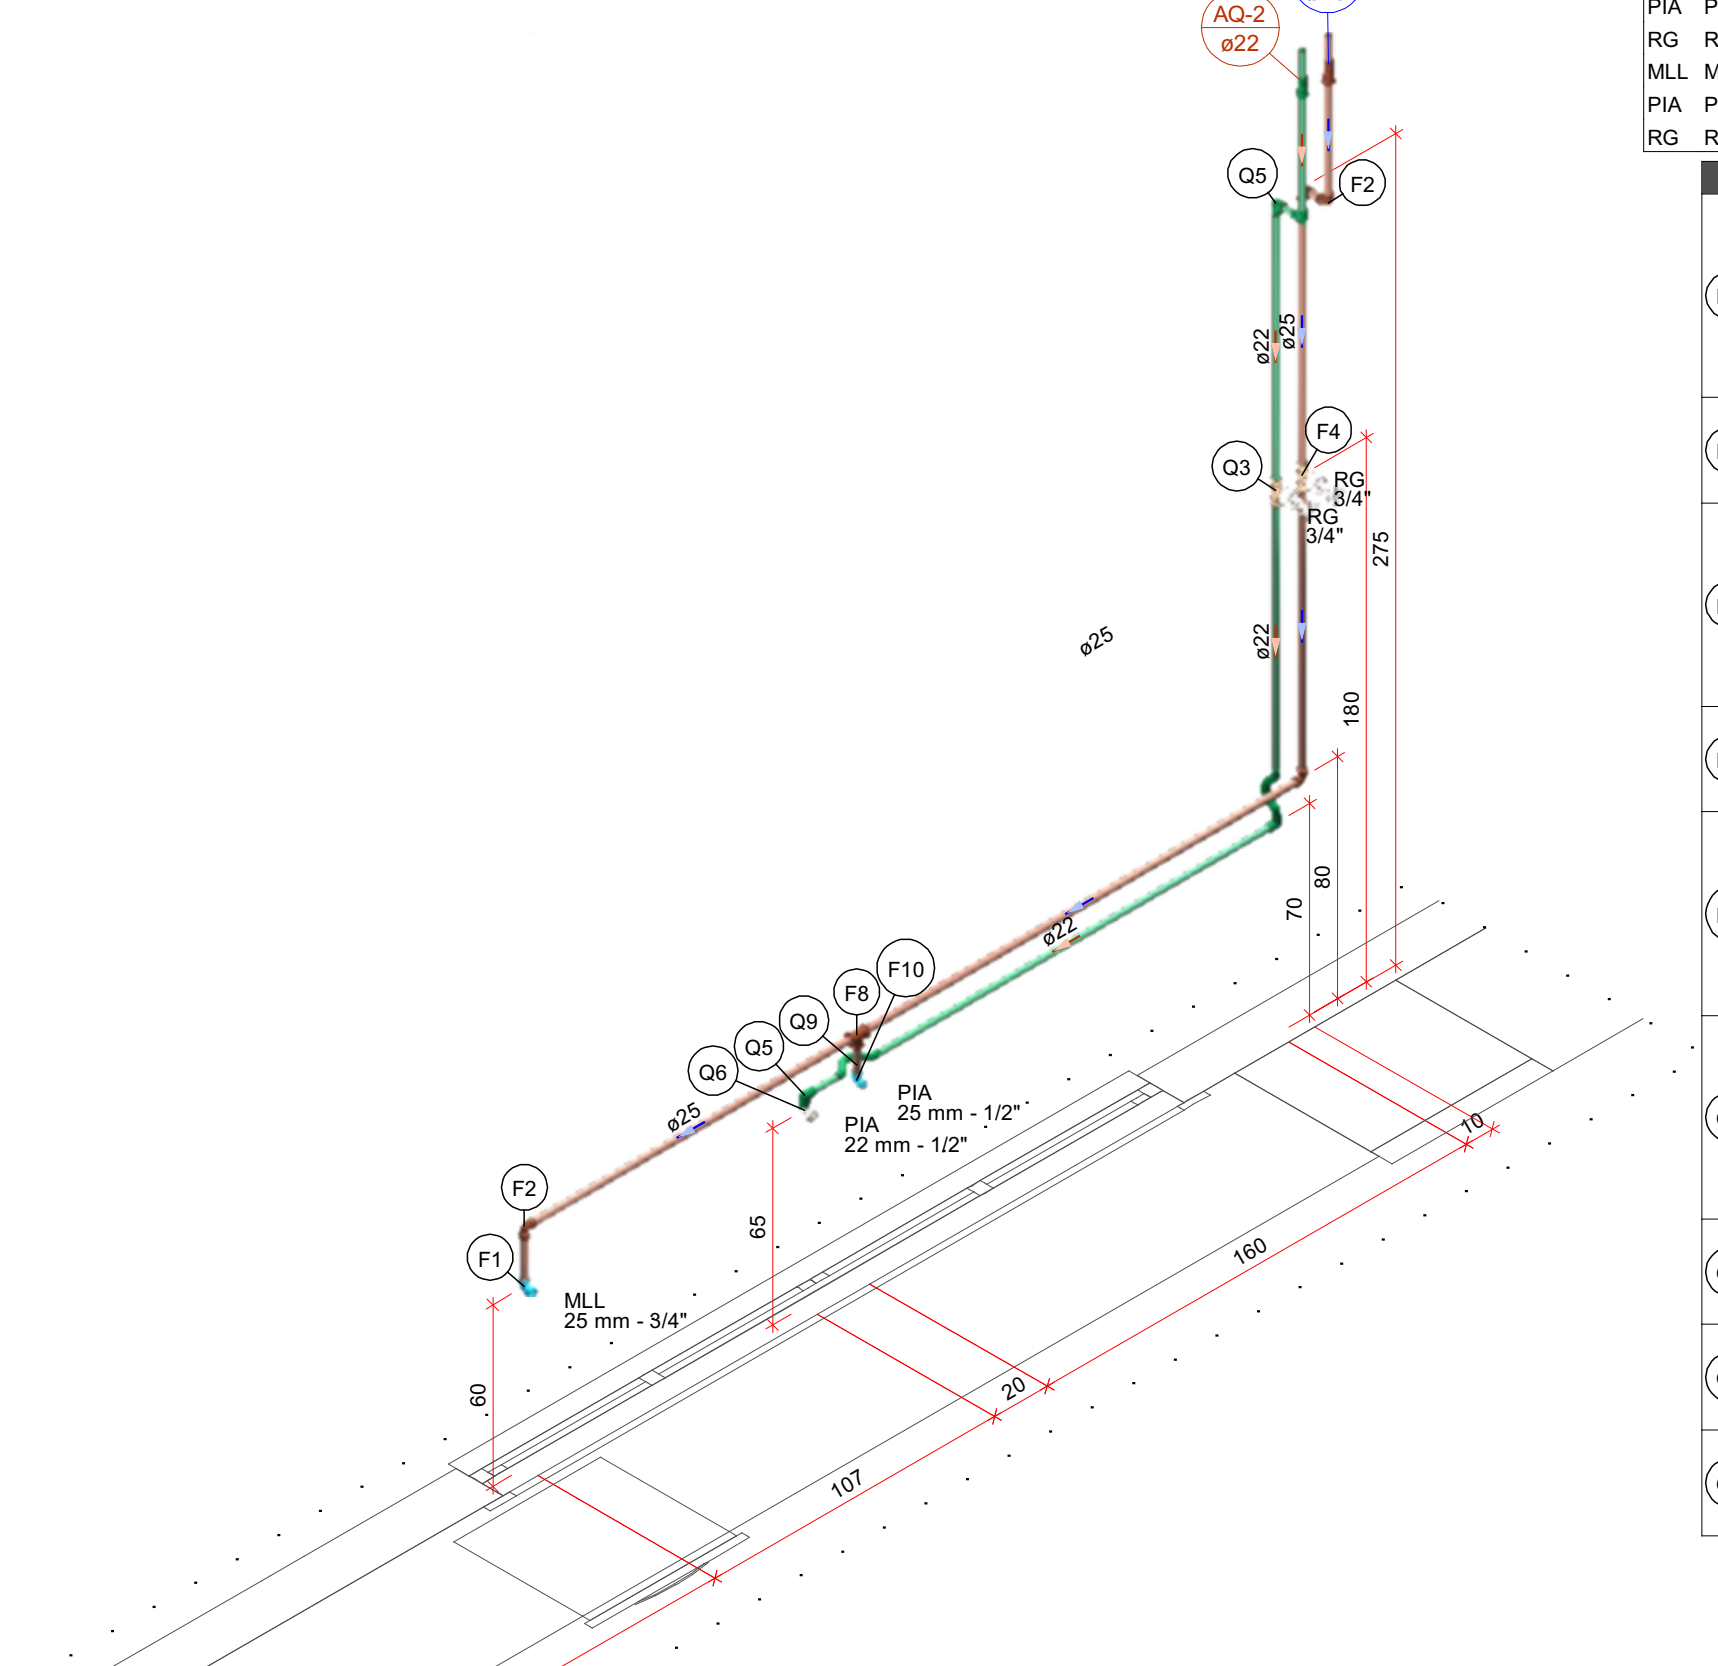 AQ-2
ø22
PIA P
RG R
MLL M
PIA P
RG R
Q5
F2
ø22
ø25
F4
Q3
RG
3/4"
RG
3/4"
275
ø25
ø22
180
80
70
ø22
F10
F8
Q9
Q5
Q6
PIA
25 mm - 1/2"
PIA
22 mm - 1/2"
ø25
10
F2
65
160
F1
MLL
25 mm - 3/4"
60
20
107